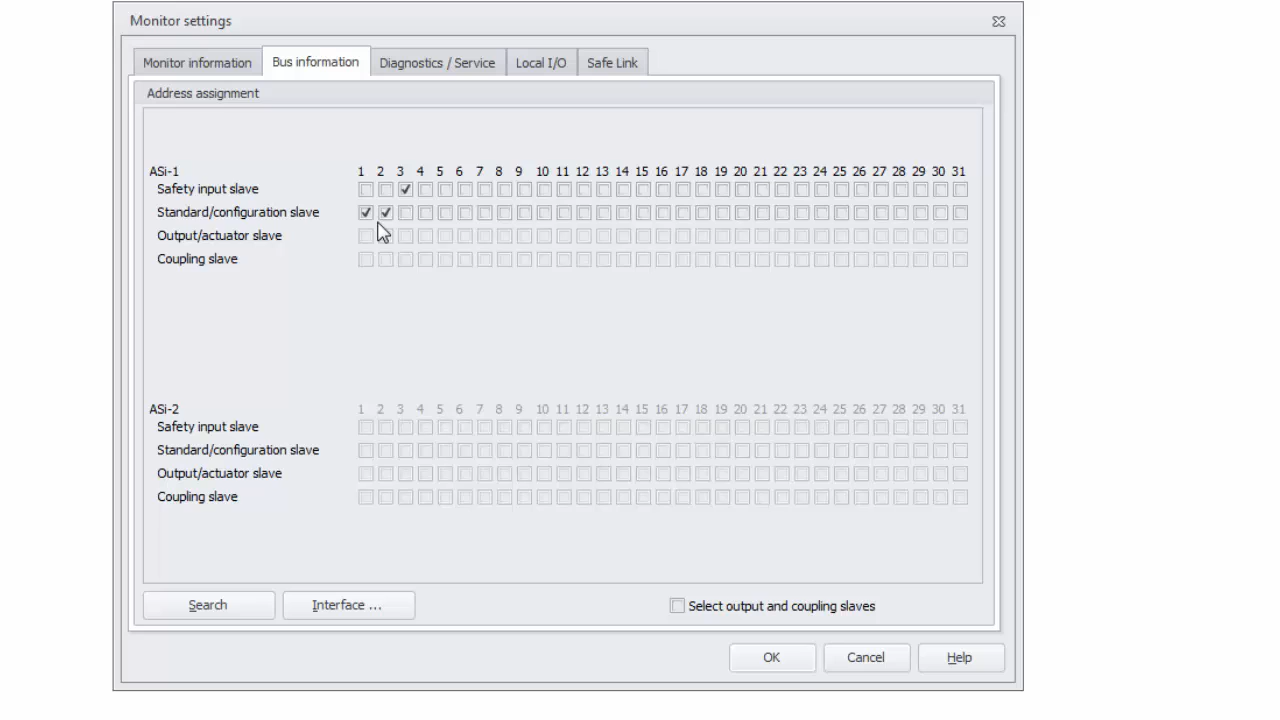 Monitor settings
Monitor information Bus information Diagnostics / Service Local I/O Safe Link
Address assignment
ASi-1 1 2 3 4 5 6 7 8 9 10 11 12 13 14 15 16 17 18 19 20 21 22 23 24 25 26 27 28 29 30 31
Safety input slave
Standard/configuration slave
Output/actuator slave
Coupling slave
ASi-2 1 2 3 4 5 6 7 8 9 10 11 12 13 14 15 16 17 18 19 20 21 22 23 24 25 26 27 28 29 30 31
Safety input slave
Standard/configuration slave
Output/actuator slave
Coupling slave
Search Interface ... Select output and coupling slaves
OK Cancel Help